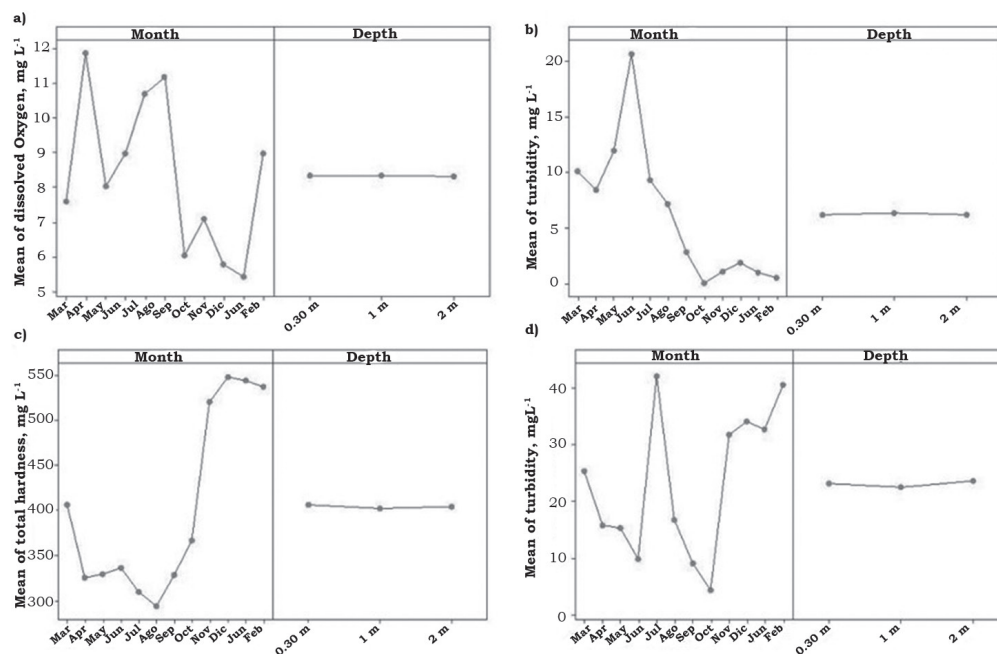 a)
Month
Depth
Mean of dissolved Oxygen, mg L-1
12
11
10
9
8
7
6
5
Mar Apr May Jun Jul Ago Sep Oct Nov Dic Jun Feb
0.30 m 1 m 2 m
b)
Month
Depth
Mean of turbidity, mg L-1
20
15
10
5
0
Mar Apr May Jun Jul Ago Sep Oct Nov Dic Jun Feb
0.30 m 1 m 2 m
c)
Month
Depth
Mean of total hardness, mg L-1
550
500
450
400
350
300
Mar Apr May Jun Jul Ago Sep Oct Nov Dic Jun Feb
0.30 m 1 m 2 m
d)
Month
Depth
Mean of turbidity, mgL-1
40
30
20
10
0
Mar Apr May Jun Jul Ago Sep Oct Nov Dic Jun Feb
0.30 m 1 m 2 m